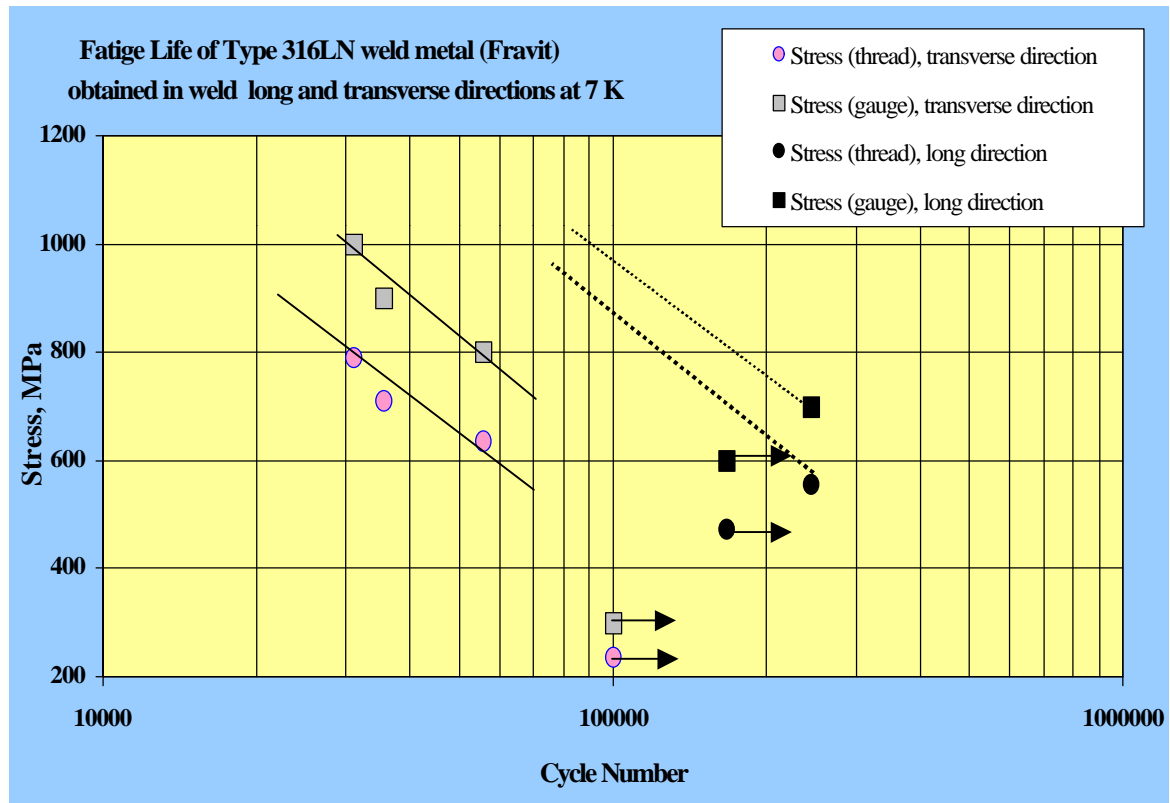 Fatige Life of Type 316LN weld metal (Fravit)
obtained in weld long and transverse directions at 7 K
Stress (thread), transverse direction
Stress (gauge), transverse direction
Stress (thread), long direction
Stress (gauge), long direction
Stress, MPa
1200
1000
800
600
400
200
10000 100000 1000000
Cycle Number